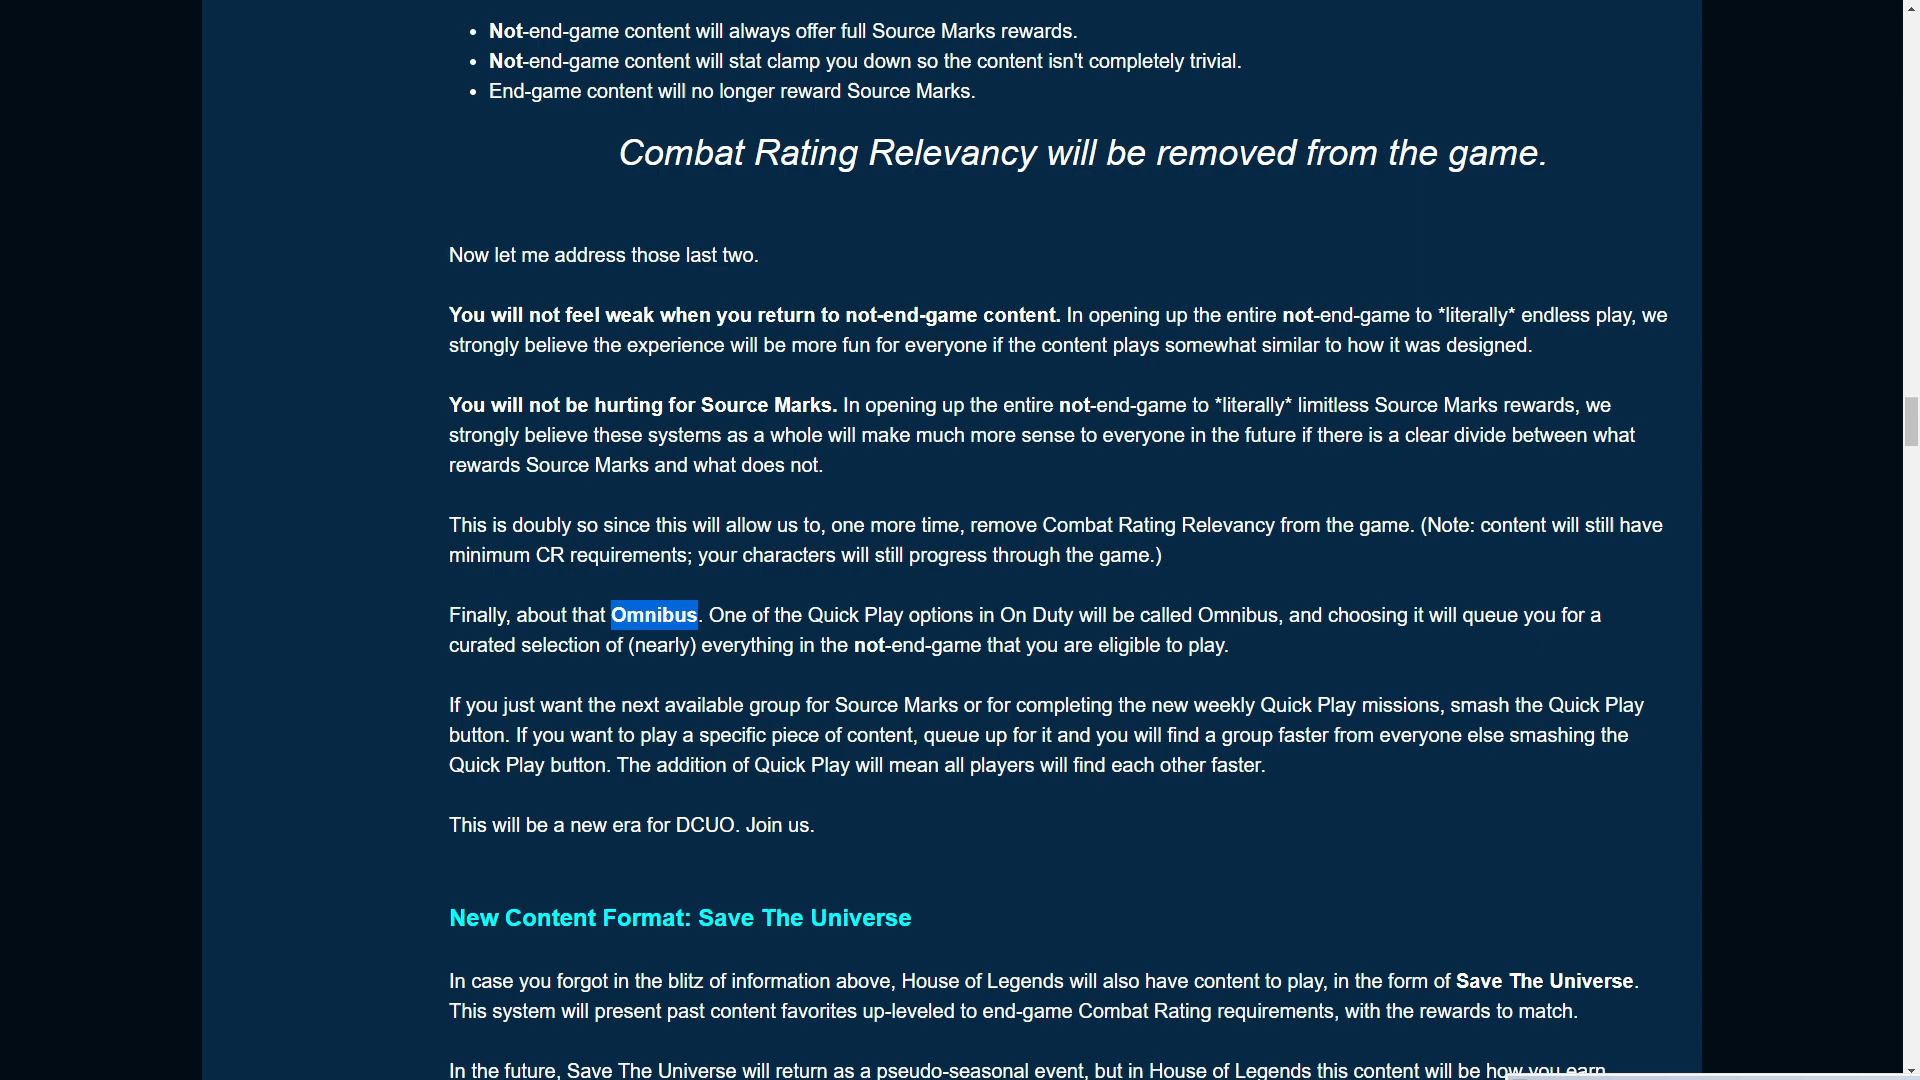 Not-end-game content will always offer full Source Marks rewards.
Not-end-game content will stat clamp you down so the content isn't completely trivial.
End-game content will no longer reward Source Marks.
Combat Rating Relevancy will be removed from the game.
Now let me address those last two.
You will not feel weak when you return to not-end-game content. In opening up the entire not-end-game to *literally* endless play, we
strongly believe the experience will be more fun for everyone if the content plays somewhat similar to how it was designed.
You will not be hurting for Source Marks. In opening up the entire not-end-game to *literally* limitless Source Marks rewards, we
strongly believe these systems as a whole will make much more sense to everyone in the future if there is a clear divide between what
rewards Source Marks and what does not.
This is doubly so since this will allow us to, one more time, remove Combat Rating Relevancy from the game. (Note: content will still have
minimum CR requirements; your characters will still progress through the game.)
Finally, about that Omnibus. One of the Quick Play options in On Duty will be called Omnibus, and choosing it will queue you for a
curated selection of (nearly) everything in the not-end-game that you are eligible to play.
If you just want the next available group for Source Marks or for completing the new weekly Quick Play missions, smash the Quick Play
button. If you want to play a specific piece of content, queue up for it and you will find a group faster from everyone else smashing the
Quick Play button. The addition of Quick Play will mean all players will find each other faster.
This will be a new era for DCUO. Join us.
New Content Format: Save The Universe
In case you forgot in the blitz of information above, House of Legends will also have content to play, in the form of Save The Universe.
This system will present past content favorites up-leveled to end-game Combat Rating requirements, with the rewards to match.
In the future, Save The Universe will return as a pseudo-seasonal event, but in House of Legends this content will be how you earn